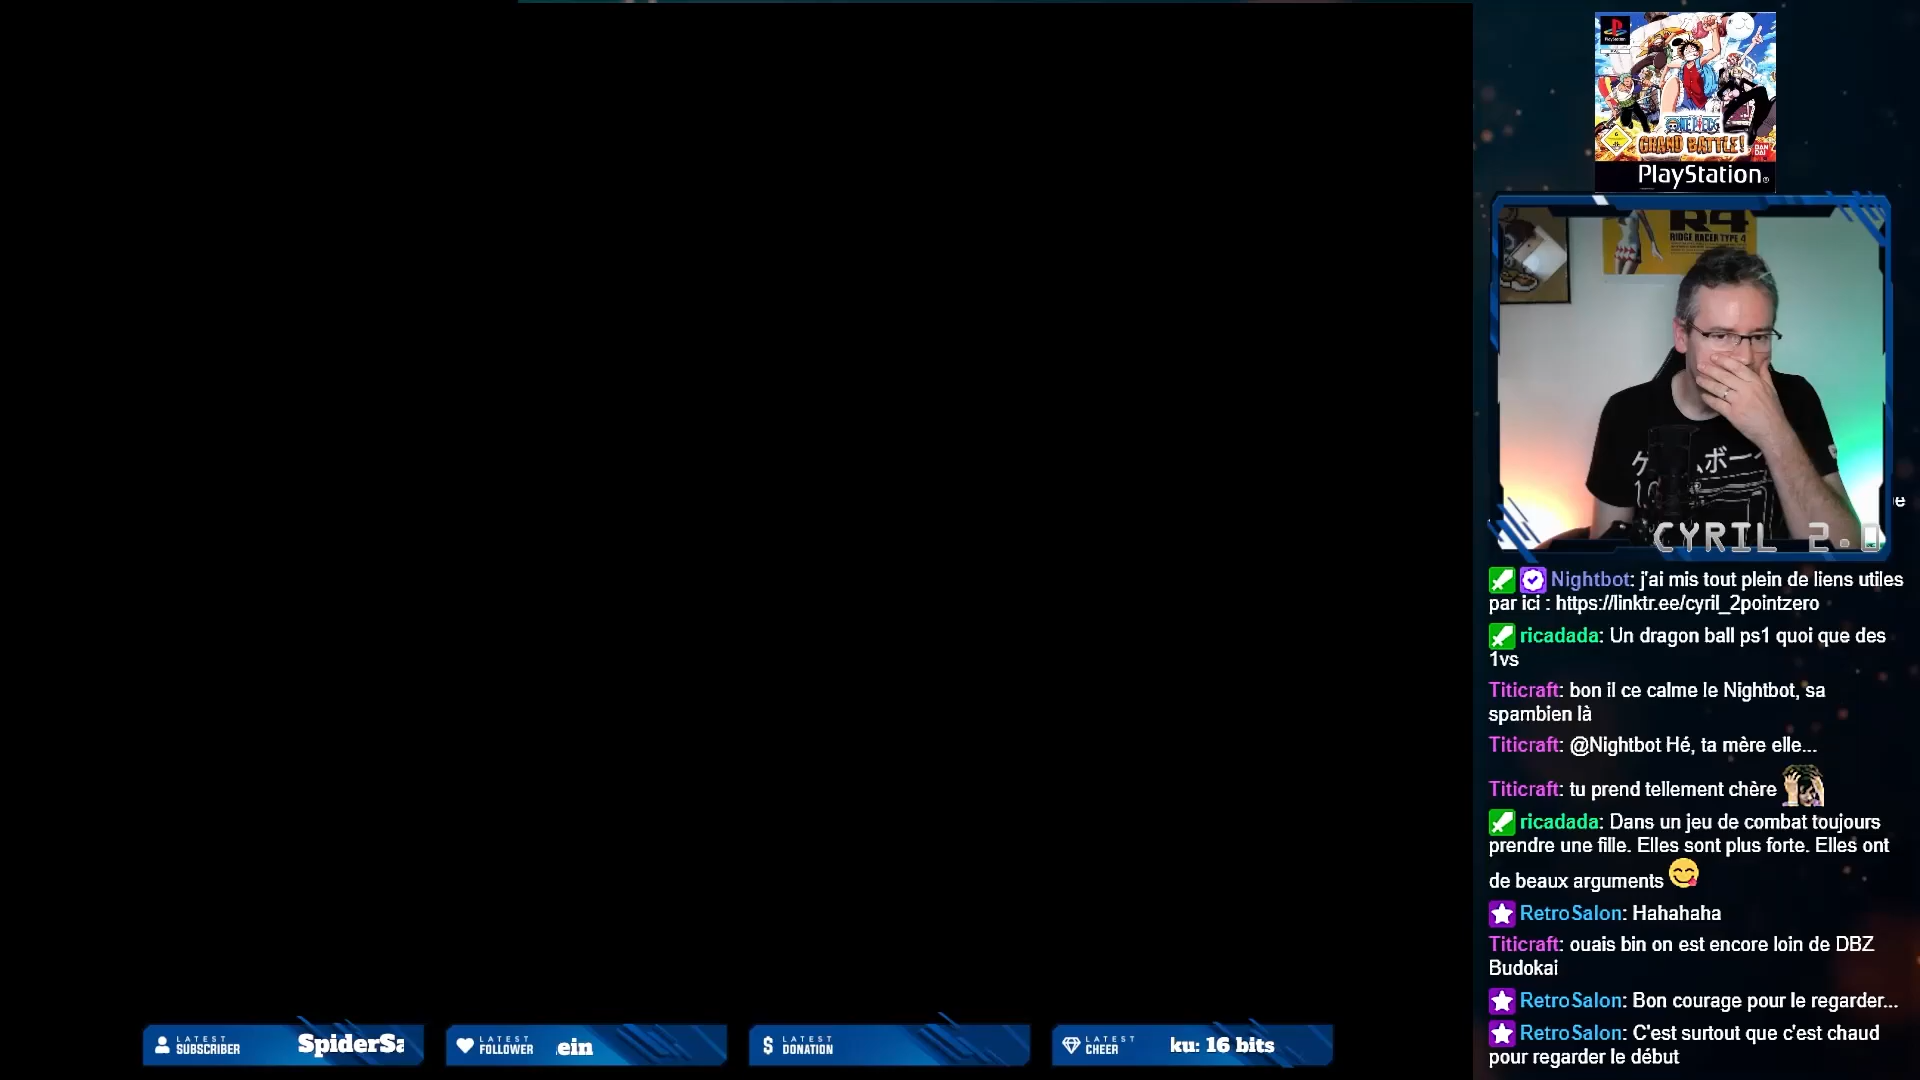 PlayStation
ONE PIECE
GRAND BATTLE!
BAN
DAI
PlayStation®
R4
RIDGE RACER TYPE 4
CYRIL 2.0
e
Nightbot: j'ai mis tout plein de liens utiles
par ici : https://linktr.ee/cyril_2pointzero
ricadada: Un dragon ball ps1 quoi que des
1vs
Titicraft: bon il ce calme le Nightbot, sa
spambien là
Titicraft: @Nightbot Hé, ta mère elle...
Titicraft: tu prend tellement chère
ricadada: Dans un jeu de combat toujours
prendre une fille. Elles sont plus forte. Elles ont
de beaux arguments
RetroSalon: Hahahaha
Titicraft: ouais bin on est encore loin de DBZ
Budokai
RetroSalon: Bon courage pour le regarder...
RetroSalon: C'est surtout que c'est chaud
pour regarder le début
LATEST
SUBSCRIBER
SpiderSa
LATEST
FOLLOWER
ein
LATEST
DONATION
LATEST
CHEER
ku: 16 bits